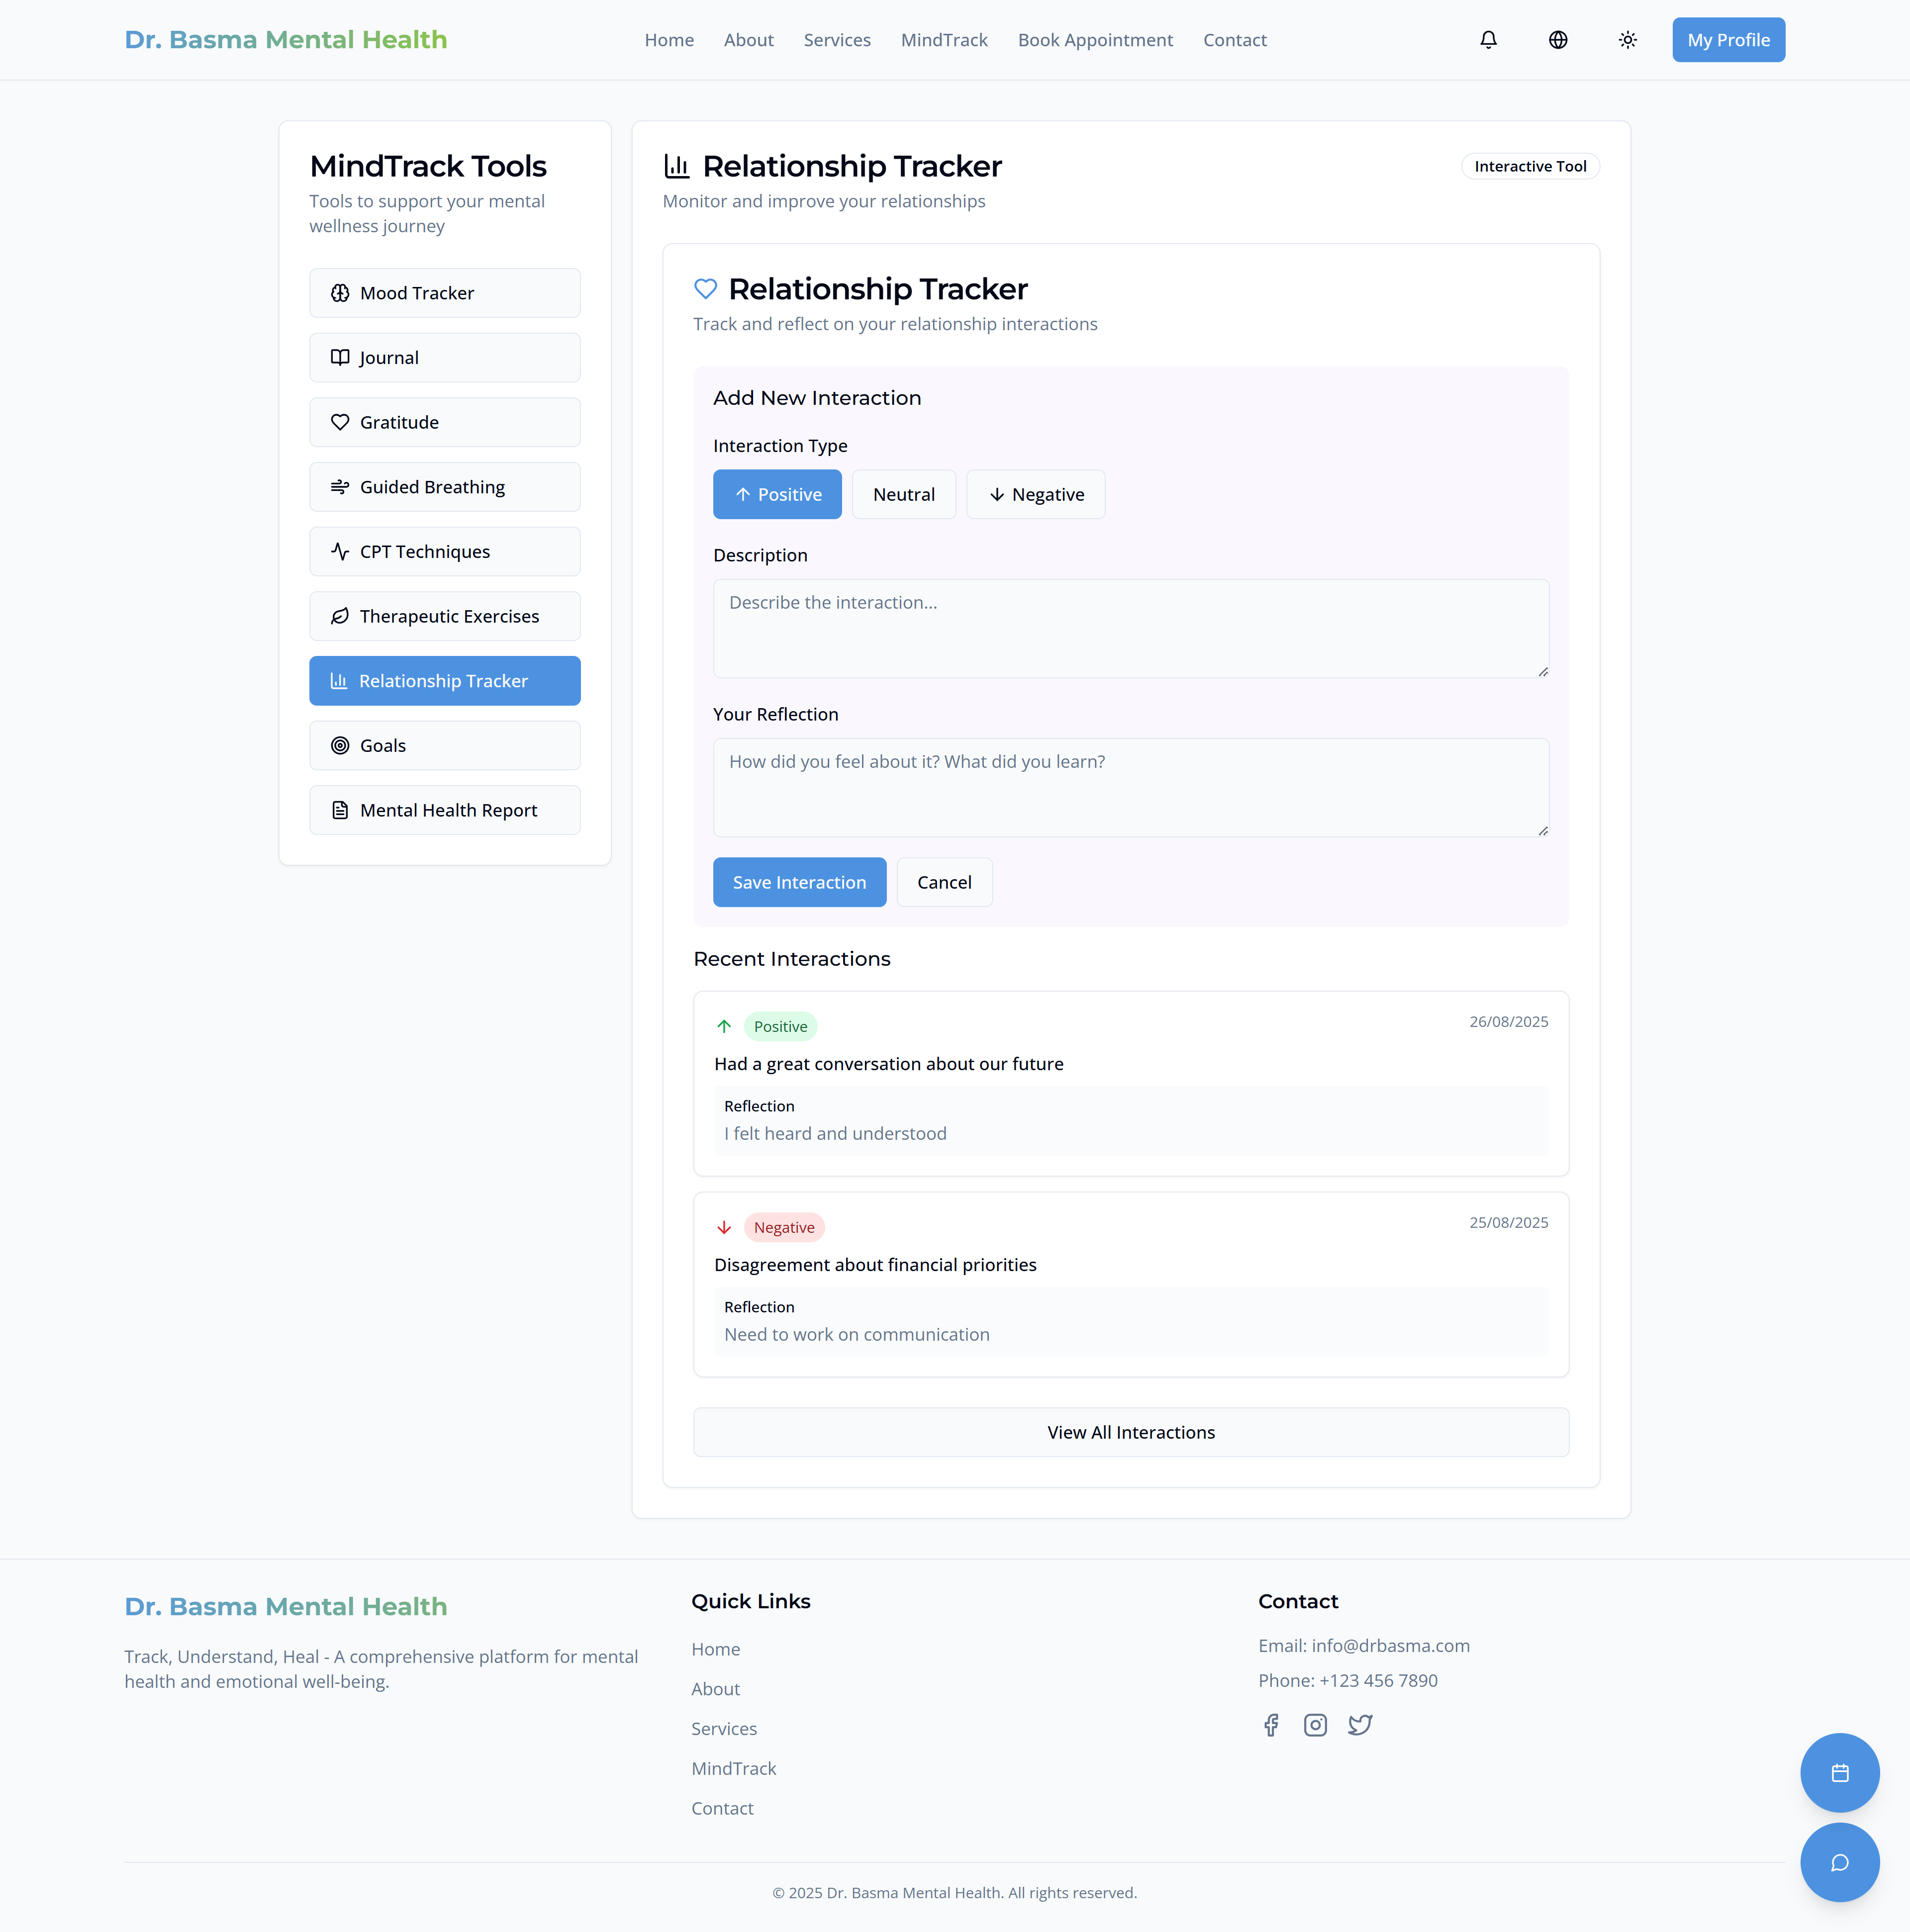 Dr. Basma Mental Health
Home
About
Services
MindTrack
Book Appointment
Contact
My Profile
MindTrack Tools
Tools to support your mental
wellness journey
Mood Tracker
Journal
Gratitude
Guided Breathing
CPT Techniques
Therapeutic Exercises
Relationship Tracker
Goals
Mental Health Report
Relationship Tracker
Interactive Tool
Monitor and improve your relationships
Relationship Tracker
Track and reflect on your relationship interactions
Add New Interaction
Interaction Type
Positive
Neutral
Negative
Description
Describe the interaction...
Your Reflection
How did you feel about it? What did you learn?
Save Interaction
Cancel
Recent Interactions
Positive
26/08/2025
Had a great conversation about our future
Reflection
I felt heard and understood
Negative
25/08/2025
Disagreement about financial priorities
Reflection
Need to work on communication
View All Interactions
Dr. Basma Mental Health
Track, Understand, Heal - A comprehensive platform for mental
health and emotional well-being.
Quick Links
Home
About
Services
MindTrack
Contact
Contact
Email: info@drbasma.com
Phone: +123 456 7890
© 2025 Dr. Basma Mental Health. All rights reserved.